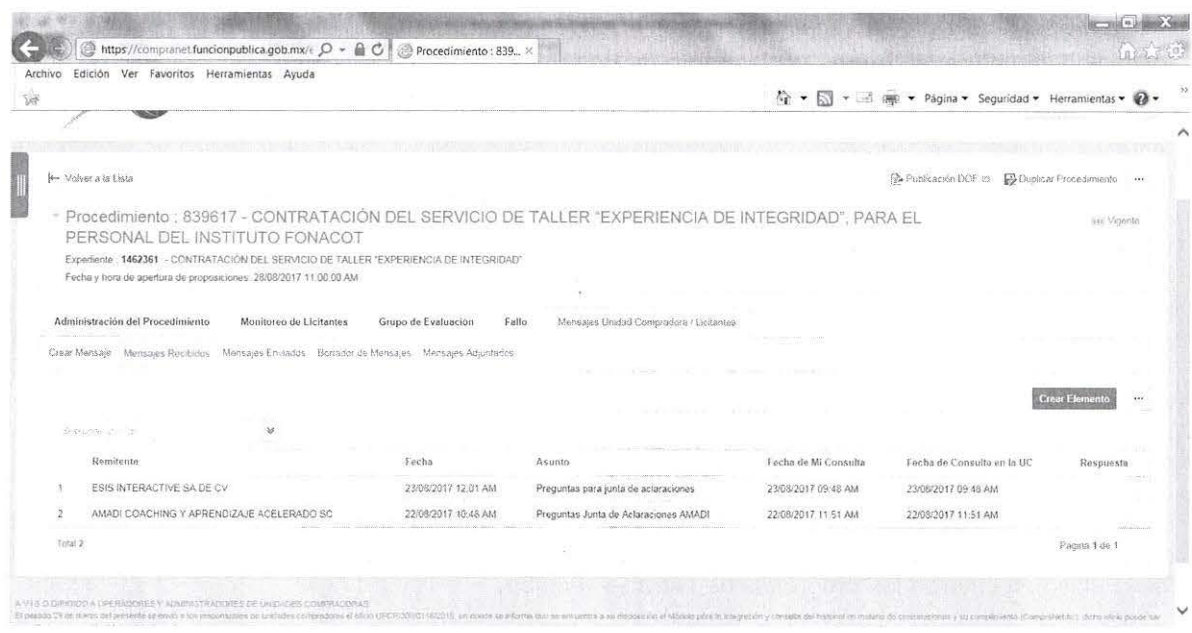 https://compranet.funcionpublica.gob.mx/e
Procedimiento : 839...
Archivo Edición Ver Favoritos Herramientas Ayuda
Página Seguridad Herramientas
Volver a la Lista
Publicación DOF Duplicar Procedimiento ...
Procedimiento : 839617 - CONTRATACIÓN DEL SERVICIO DE TALLER "EXPERIENCIA DE INTEGRIDAD", PARA EL
Vigente
PERSONAL DEL INSTITUTO FONACOT
Expediente : 1462361 - CONTRATACIÓN DEL SERVICIO DE TALLER "EXPERIENCIA DE INTEGRIDAD"
Fecha y hora de apertura de proposiciones: 28/08/2017 11:00:00 AM
Administración del Procedimiento Monitoreo de Licitantes Grupo de Evaluación Fallo Mensajes Unidad Compradora / Licitantes
Crear Mensaje Mensajes Recibidos Mensajes Enviados Borrador de Mensajes Mensajes Adjuntados
Crear Elemento ...
Remitente Fecha Asunto Fecha de Mi Consulta Fecha de Consulta en la UC Respuesta
1 ESIS INTERACTIVE SA DE CV 23/08/2017 12:01 AM Preguntas para junta de aclaraciones 23/08/2017 09:48 AM 23/08/2017 09:48 AM
2 AMADI COACHING Y APRENDIZAJE ACELERADO SC 22/08/2017 10:48 AM Preguntas Junta de Aclaraciones AMADI 22/08/2017 11:51 AM 22/08/2017 11:51 AM
Total 2
Pagina 1 de 1
A V I S O DIRIGIDO A OPERADORES Y ADMINISTRADORES DE UNIDADES COMPRADORAS